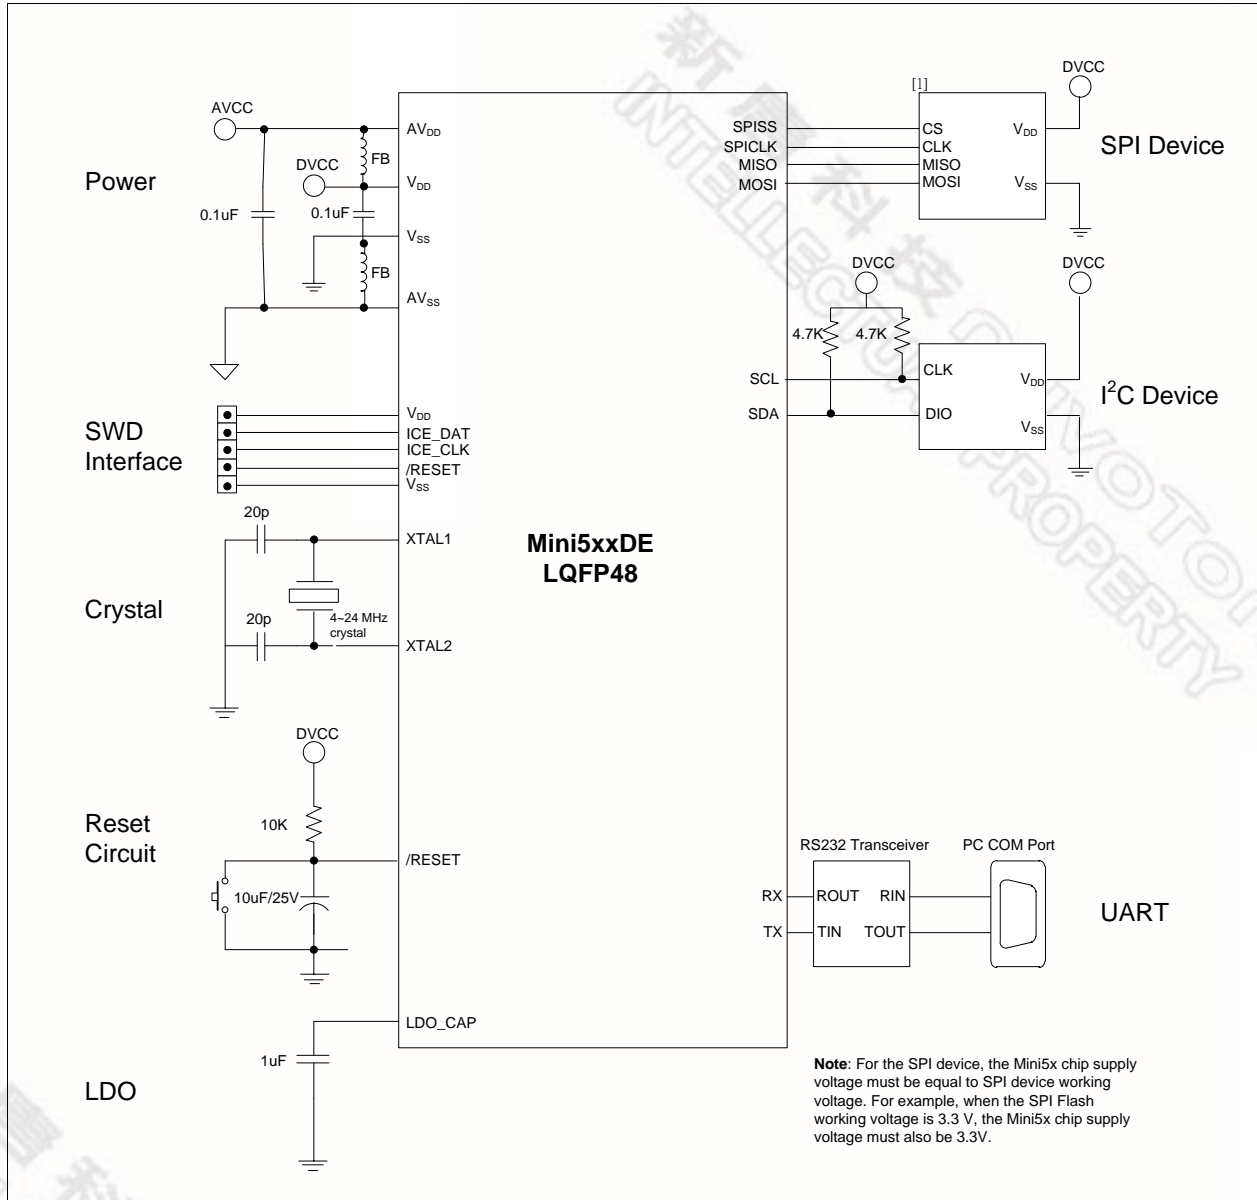 Power
AVCC
DVCC
FB
0.1uF
0.1uF
FB
AVDD
VDD
VSS
AVSS
SWD
Interface
VDD
ICE_DAT
ICE_CLK
/RESET
VSS
Crystal
20p
20p
4~24 MHz
crystal
XTAL1
XTAL2
Reset
Circuit
DVCC
10K
10uF/25V
/RESET
LDO
1uF
LDO_CAP
Mini5xxDE
LQFP48
SPISS
SPICLK
MISO
MOSI
[1]
CS
CLK
MISO
MOSI
VDD
VSS
DVCC
SPI Device
DVCC
4.7K
4.7K
SCL
SDA
CLK
DIO
VDD
VSS
DVCC
I2C Device
RS232 Transceiver
PC COM Port
RX
TX
ROUT
RIN
TIN
TOUT
UART
Note: For the SPI device, the Mini5x chip supply
voltage must be equal to SPI device working
voltage. For example, when the SPI Flash
working voltage is 3.3 V, the Mini5x chip supply
voltage must also be 3.3V.
新唐科技
INTELLECTUAL PROPERTY